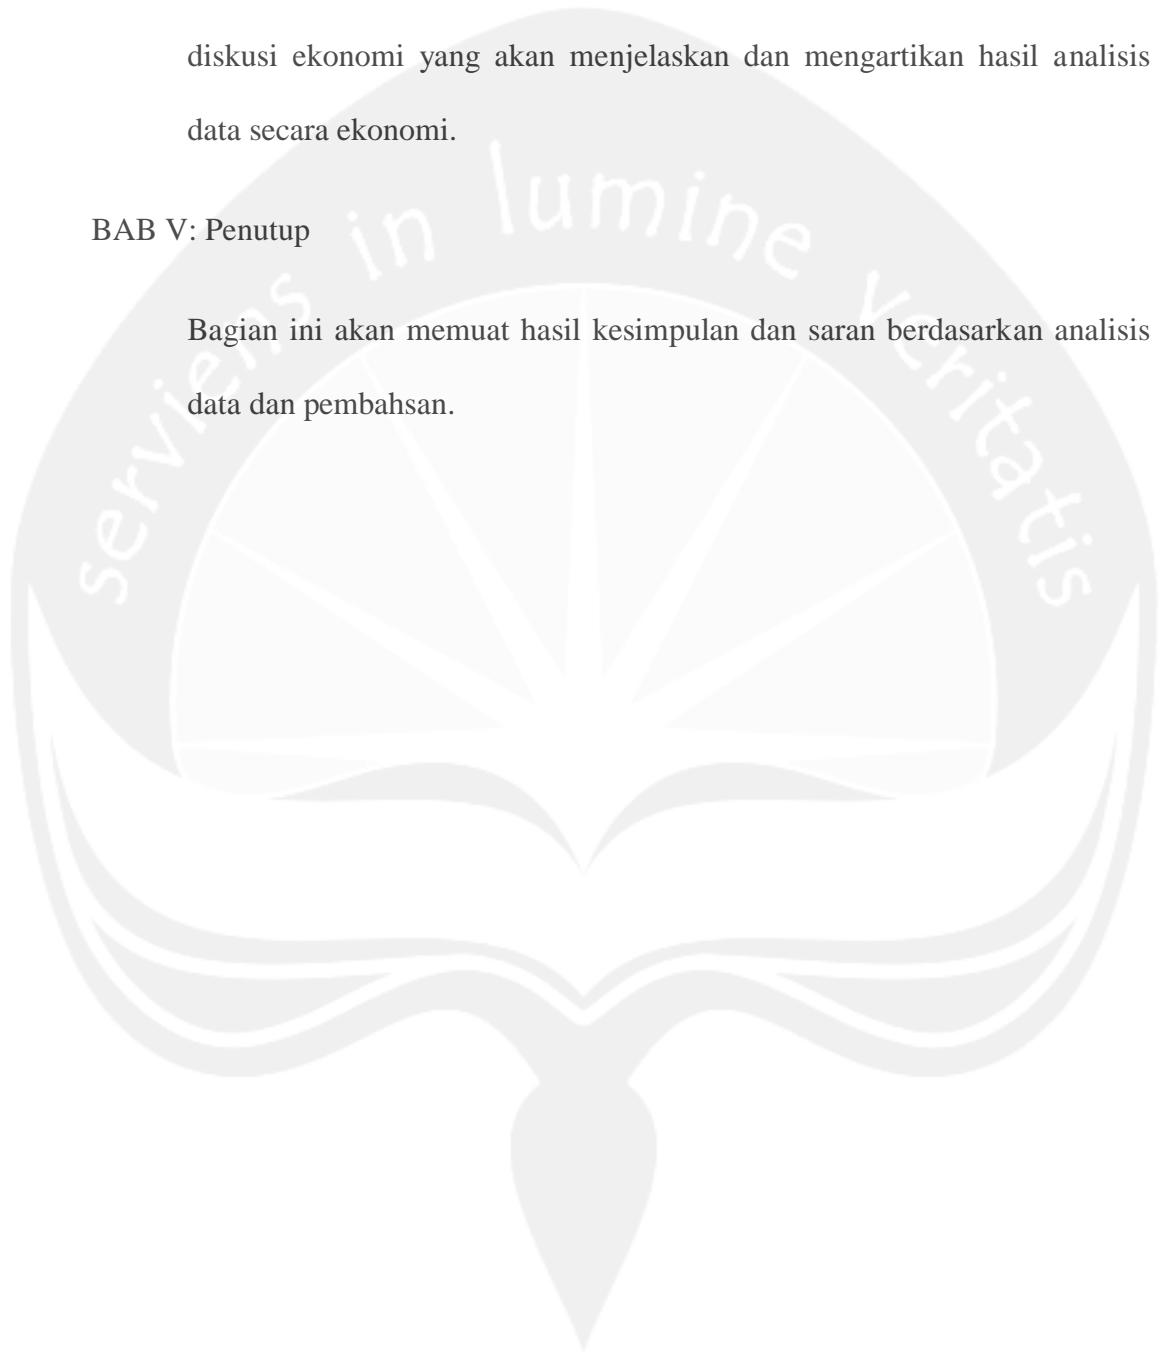 diskusi ekonomi yang akan menjelaskan dan mengartikan hasil analisis
data secara ekonomi.
BAB V: Penutup
Bagian ini akan memuat hasil kesimpulan dan saran berdasarkan analisis
data dan pembahsan.
serviens in lumine veritatis